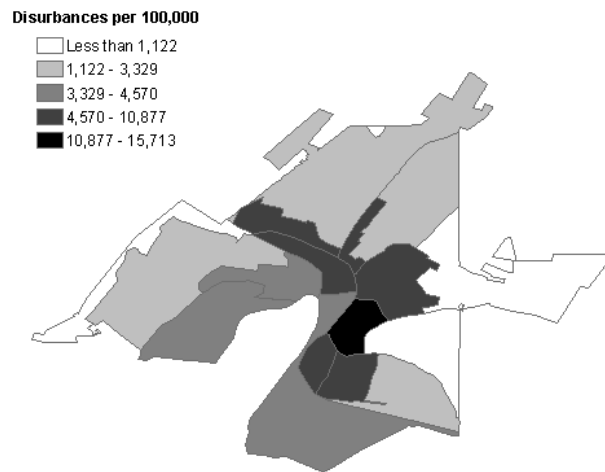 Disurbances per 100,000
Less than 1,122
1,122 - 3,329
3,329 - 4,570
4,570 - 10,877
10,877 - 15,713